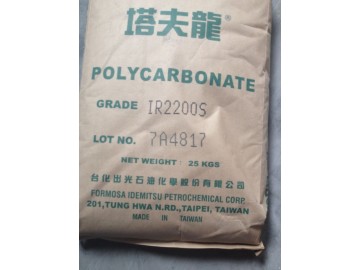 塔夫龍®
POLYCARBONATE
GRADE IR2200S
LOT NO. 7A4817
NET WEIGHT 25 KGS
台化出光石油化學股份有限公司
FORMOSA IDEMITSU PETROCHEMICAL CORP.
201,TUNG HWA N.RD.,TAIPEI, TAIWAN
MADE IN TAIWAN